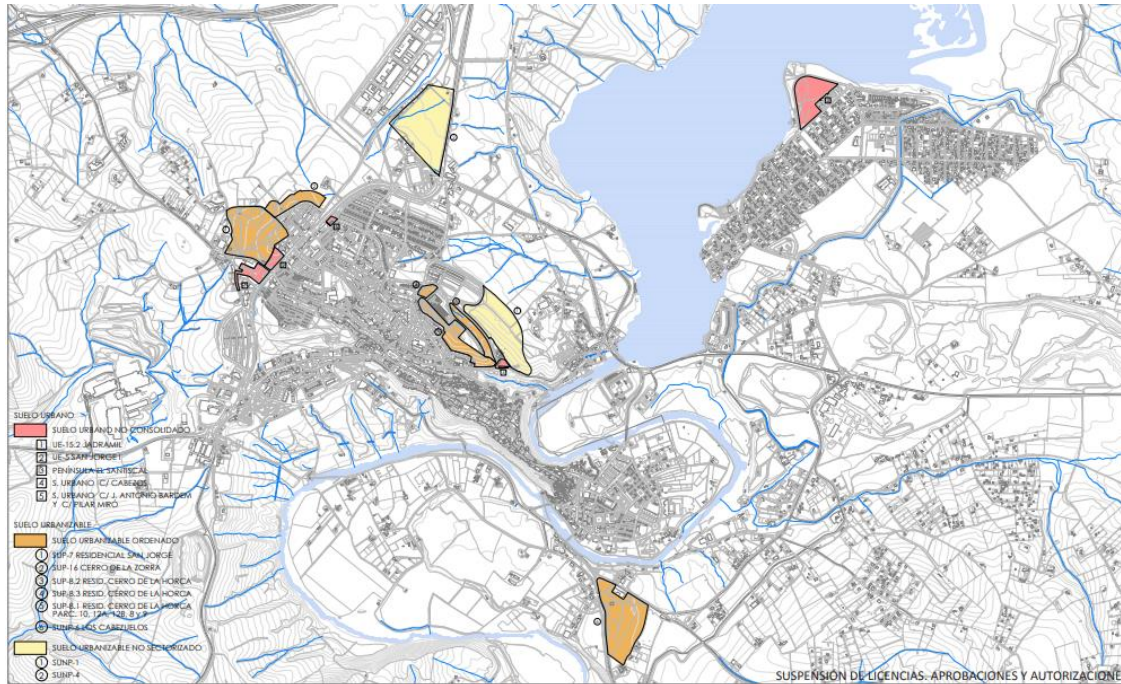 SUELO URBANO
SUELO URBANO NO CONSOLIDADO
1 UE-15.2 JADRAMIL
2 UE-5 SAN JORGE I
3 PENÍNSULA EL SANTISCAL
4 S. URBANO C/ CABEZOS
5 S. URBANO C/ J. ANTONIO BARDEM
Y C/ PILAR MIRÓ
SUELO URBANIZABLE
SUELO URBANIZABLE ORDENADO
1 SUP-7 RESIDENCIAL SAN JORGE
2 SUP-16 CERRO DE LA ZORRA
3 SUP-8.2 RESID. CERRO DE LA HORCA
4 SUP-8.3 RESID. CERRO DE LA HORCA
5 SUP-8.1 RESID. CERRO DE LA HORCA
PARC. 10, 12A, 12B, 8 y 9
6 SUNP-6 LOS CABEZUELOS
SUELO URBANIZABLE NO SECTORIZADO
1 SUNP-1
2 SUNP-4
SUSPENSIÓN DE LICENCIAS. APROBACIONES Y AUTORIZACIONE